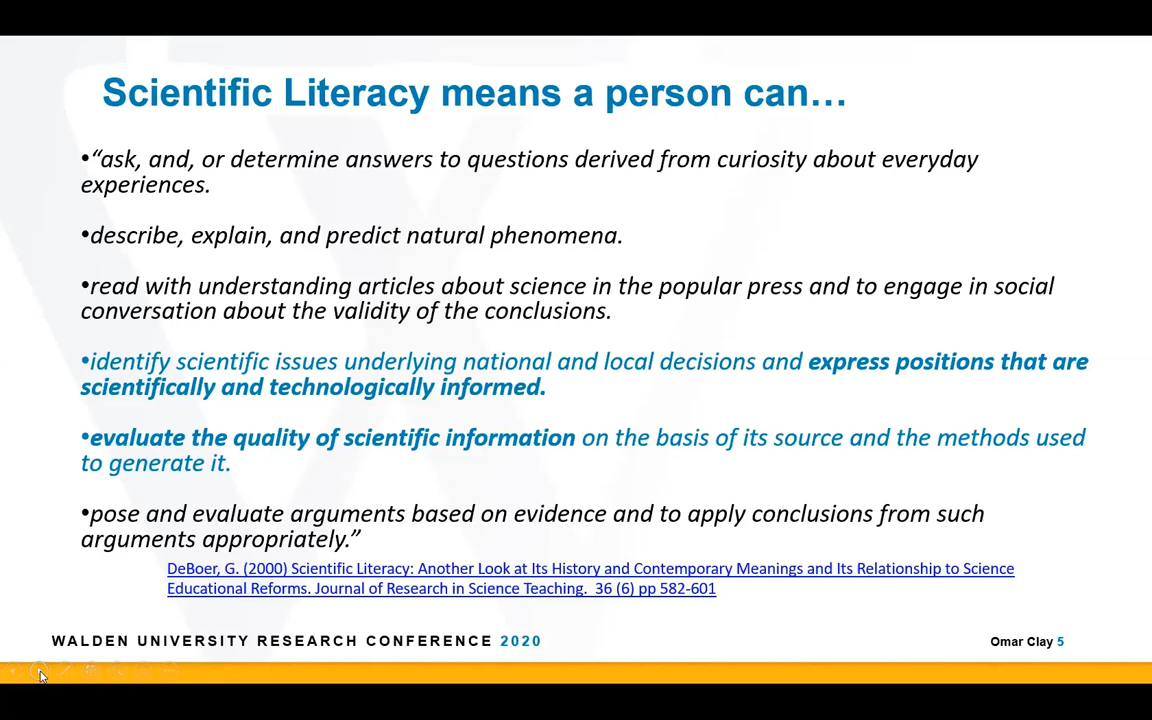 Scientific Literacy means a person can…
•“ask, and, or determine answers to questions derived from curiosity about everyday
experiences.
•describe, explain, and predict natural phenomena.
•read with understanding articles about science in the popular press and to engage in social
conversation about the validity of the conclusions.
•identify scientific issues underlying national and local decisions and express positions that are
scientifically and technologically informed.
•evaluate the quality of scientific information on the basis of its source and the methods used
to generate it.
•pose and evaluate arguments based on evidence and to apply conclusions from such
arguments appropriately.”
DeBoer, G. (2000) Scientific Literacy: Another Look at Its History and Contemporary Meanings and Its Relationship to Science
Educational Reforms. Journal of Research in Science Teaching. 36 (6) pp 582-601
WALDEN UNIVERSITY RESEARCH CONFERENCE 2020
Omar Clay 5